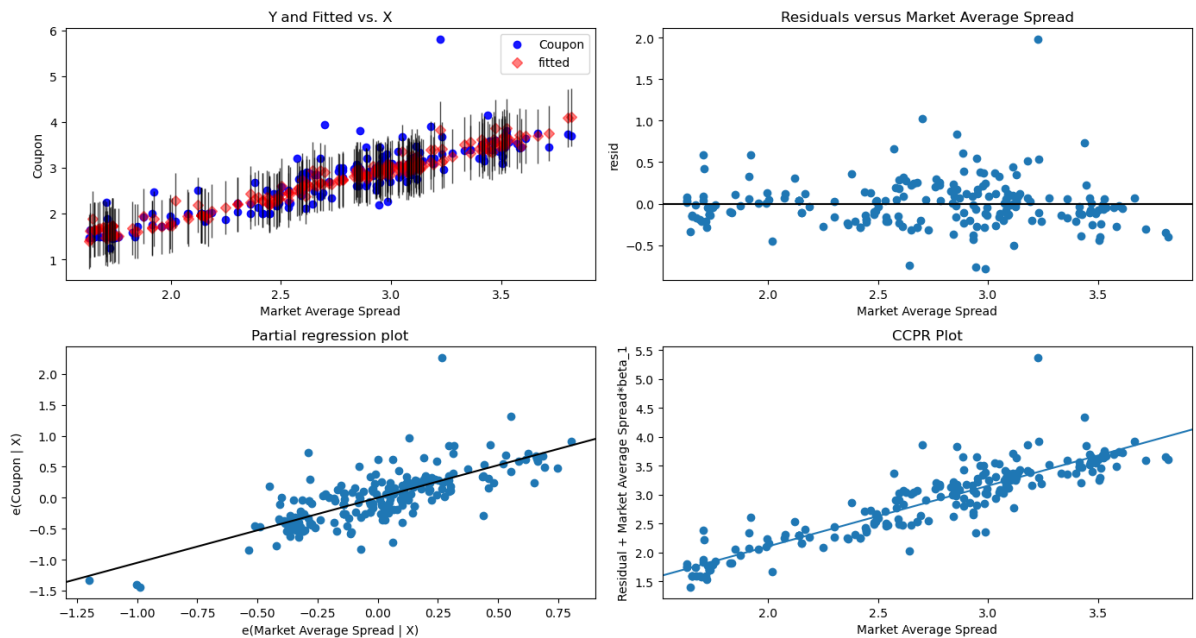 Y and Fitted vs. X
6
5
4
3
2
1
Coupon
Coupon
fitted
2.0 2.5 3.0 3.5
Market Average Spread
Residuals versus Market Average Spread
2.0
1.5
1.0
0.5
0.0
−0.5
resid
2.0 2.5 3.0 3.5
Market Average Spread
Partial regression plot
2.0
1.5
1.0
0.5
0.0
−0.5
−1.0
−1.5
e(Coupon | X)
−1.25 −1.00 −0.75 −0.50 −0.25 0.00 0.25 0.50 0.75
e(Market Average Spread | X)
CCPR Plot
5.5
5.0
4.5
4.0
3.5
3.0
2.5
2.0
1.5
Residual + Market Average Spread*beta_1
2.0 2.5 3.0 3.5
Market Average Spread